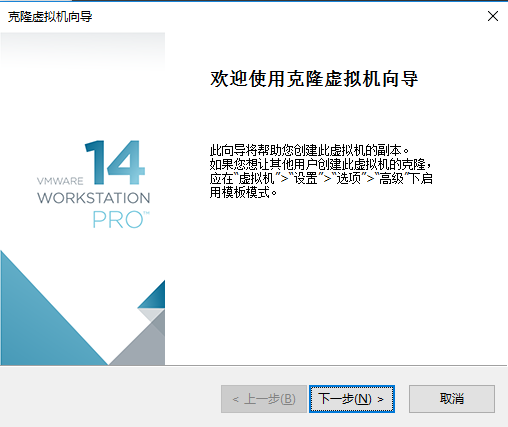 克隆虚拟机向导
欢迎使用克隆虚拟机向导
此向导将帮助您创建此虚拟机的副本。
如果您想让其他用户创建此虚拟机的克隆，
应在“虚拟机”>“设置”>“选项”>“高级”下启
用模板模式。
14
VMWARE
WORKSTATION
PRO™
< 上一步(B)
下一步(N) >
取消